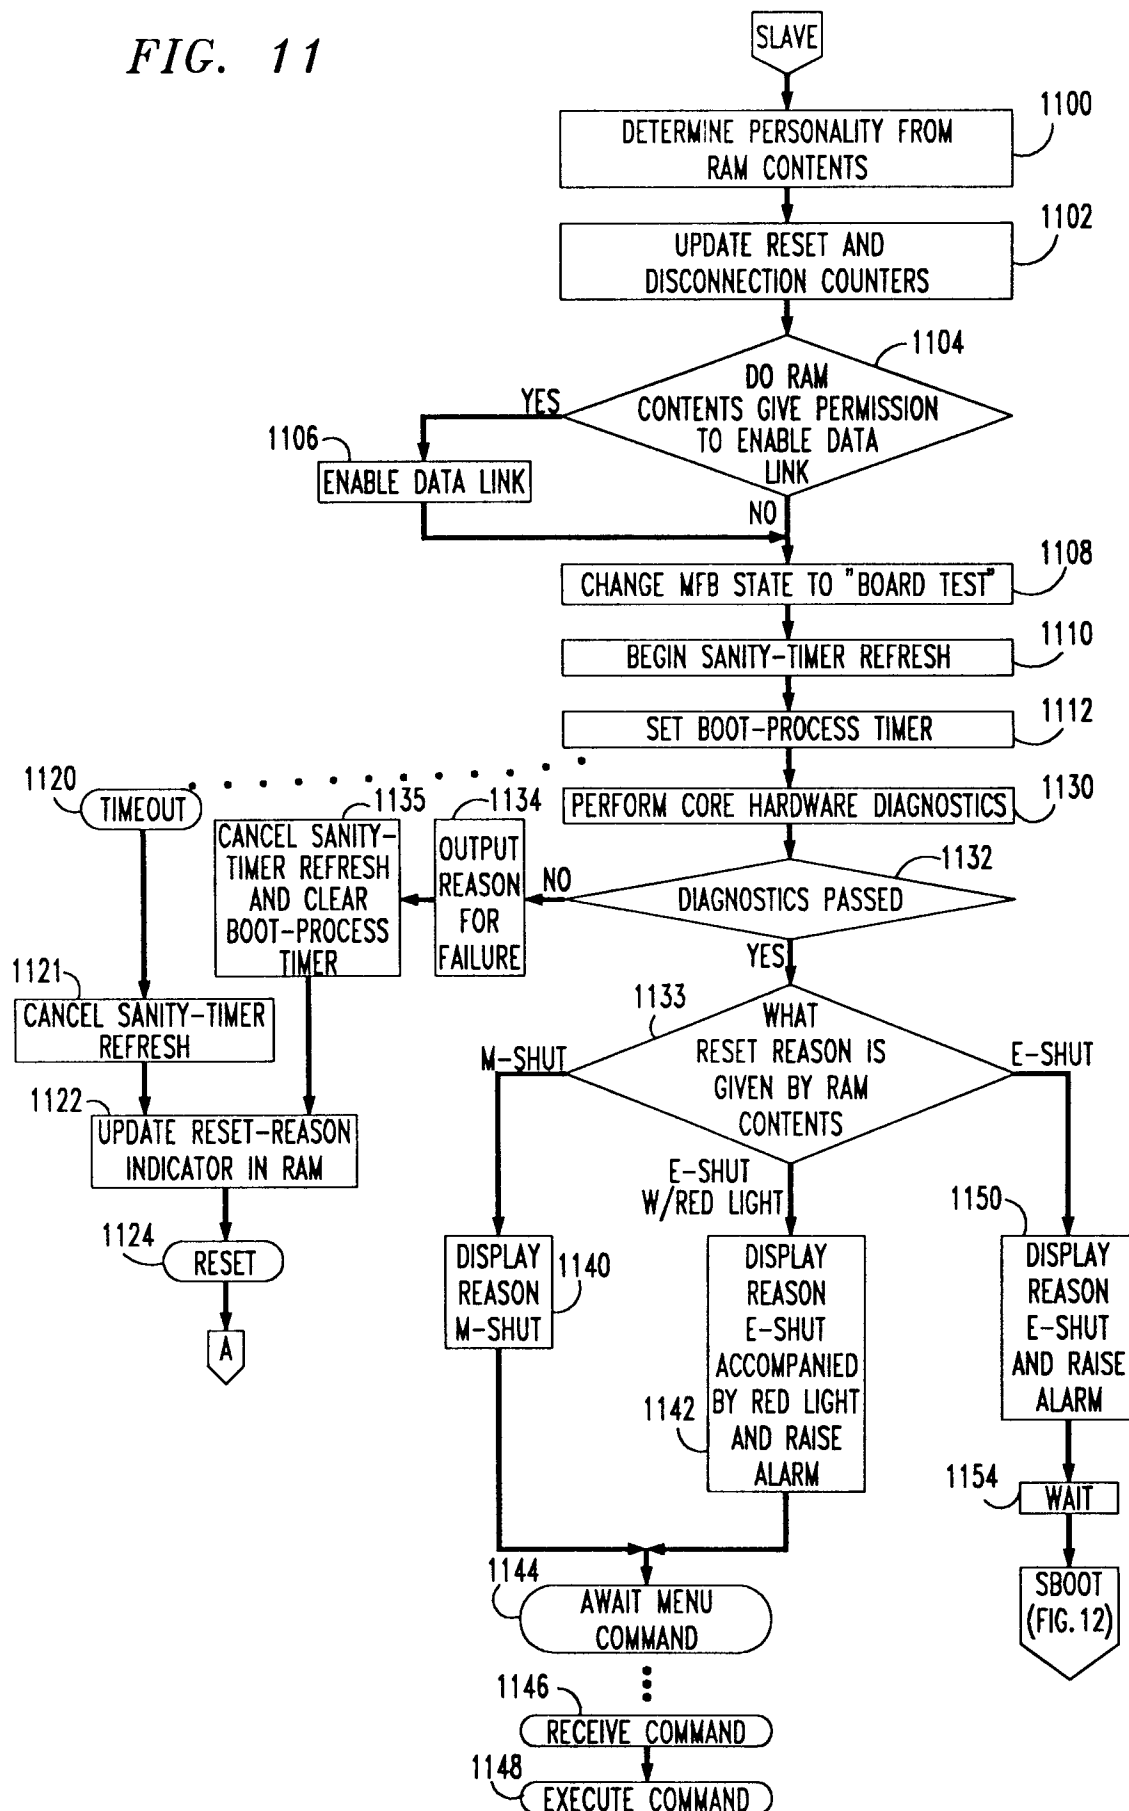 FIG. 11
SLAVE
1100
DETERMINE PERSONALITY FROM
RAM CONTENTS
1102
UPDATE RESET AND
DISCONNECTION COUNTERS
1104
DO RAM
CONTENTS GIVE PERMISSION
TO ENABLE DATA
LINK
YES
1106
ENABLE DATA LINK
NO
1108
CHANGE MFB STATE TO "BOARD TEST"
1110
BEGIN SANITY-TIMER REFRESH
1112
SET BOOT-PROCESS TIMER
1120
TIMEOUT
1135
CANCEL SANITY-
TIMER REFRESH
AND CLEAR
BOOT-PROCESS
TIMER
1134
OUTPUT
REASON
FOR
FAILURE
1130
PERFORM CORE HARDWARE DIAGNOSTICS
1132
NO
DIAGNOSTICS PASSED
YES
1121
CANCEL SANITY-TIMER
REFRESH
1133
WHAT
RESET REASON IS
GIVEN BY RAM
CONTENTS
M-SHUT
E-SHUT
1122
UPDATE RESET-REASON
INDICATOR IN RAM
E-SHUT
W/RED LIGHT
1124
RESET
A
DISPLAY
REASON
M-SHUT
1140
DISPLAY
REASON
E-SHUT
ACCOMPANIED
BY RED LIGHT
AND RAISE
ALARM
1142
1150
DISPLAY
REASON
E-SHUT
AND RAISE
ALARM
1154
WAIT
SBOOT
(FIG. 12)
1144
AWAIT MENU
COMMAND
1146
RECEIVE COMMAND
1148
EXECUTE COMMAND